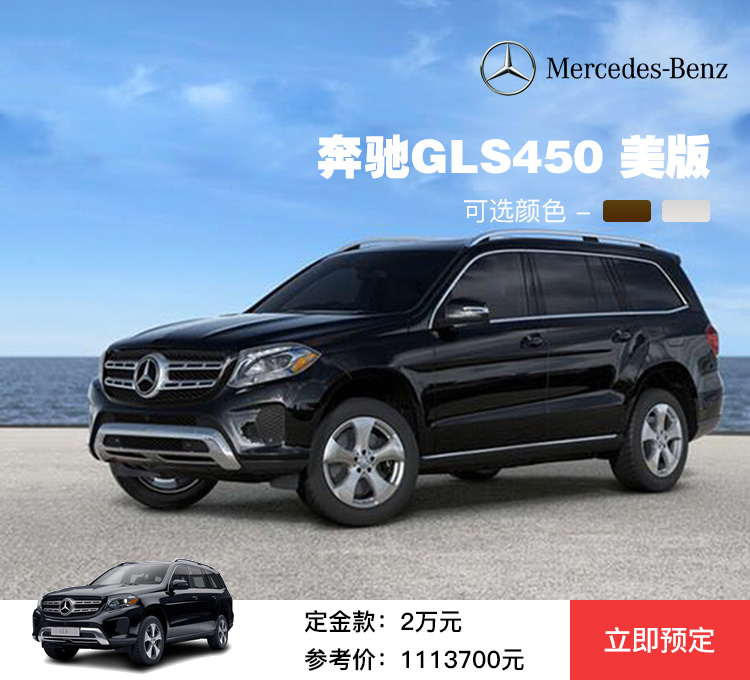 Mercedes-Benz
奔驰GLS450 美版
可选颜色 –
定金款：2万元
参考价：1113700元
立即预定